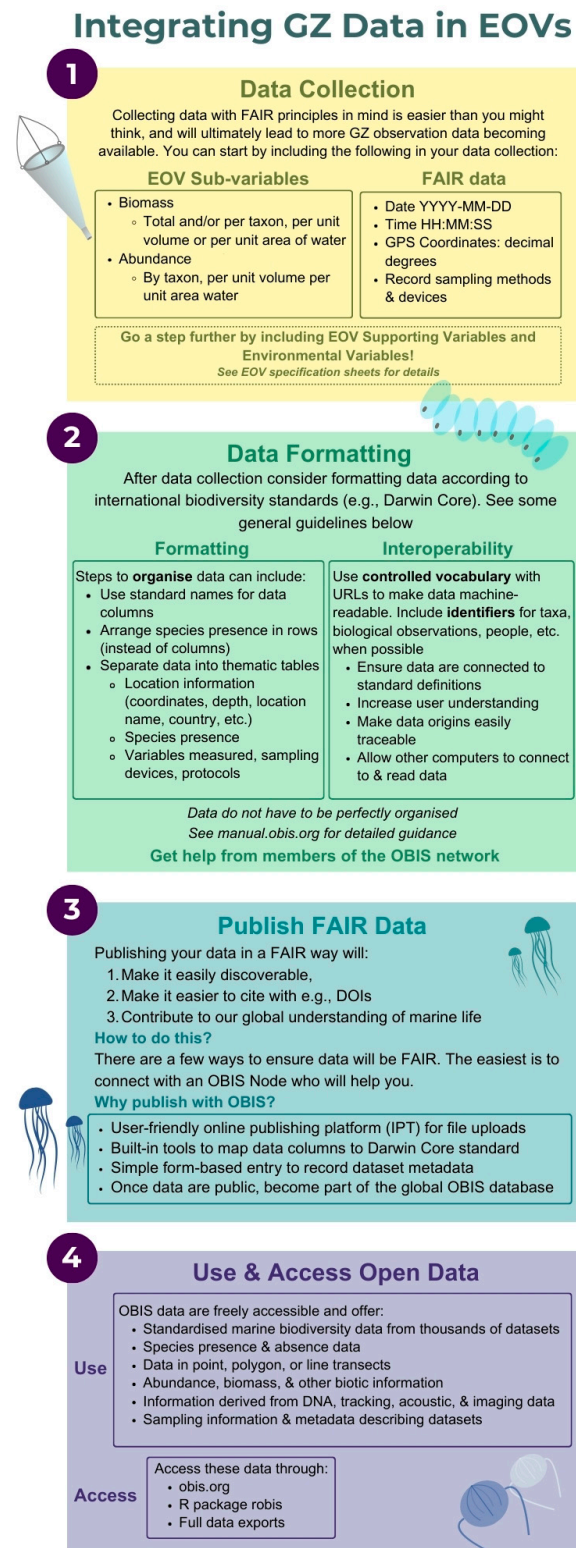 Integrating GZ Data in EOVs
1
Data Collection
Collecting data with FAIR principles in mind is easier than you might
think, and will ultimately lead to more GZ observation data becoming
available. You can start by including the following in your data collection:
EOV Sub-variables
• Biomass
◦ Total and/or per taxon, per unit
volume or per unit area of water
• Abundance
◦ By taxon, per unit volume per
unit area water
FAIR data
• Date YYYY-MM-DD
• Time HH:MM:SS
• GPS Coordinates: decimal
degrees
• Record sampling methods
& devices
Go a step further by including EOV Supporting Variables and
Environmental Variables!
See EOV specification sheets for details
2
Data Formatting
After data collection consider formatting data according to
international biodiversity standards (e.g., Darwin Core). See some
general guidelines below
Formatting
Steps to organise data can include:
• Use standard names for data
columns
• Arrange species presence in rows
(instead of columns)
• Separate data into thematic tables
◦ Location information
(coordinates, depth, location
name, country, etc.)
◦ Species presence
◦ Variables measured, sampling
devices, protocols
Interoperability
Use controlled vocabulary with
URLs to make data machine-
readable. Include identifiers for taxa,
biological observations, people, etc.
when possible
• Ensure data are connected to
standard definitions
• Increase user understanding
• Make data origins easily
traceable
• Allow other computers to connect
to & read data
Data do not have to be perfectly organised
See manual.obis.org for detailed guidance
Get help from members of the OBIS network
3
Publish FAIR Data
Publishing your data in a FAIR way will:
1. Make it easily discoverable,
2. Make it easier to cite with e.g., DOIs
3. Contribute to our global understanding of marine life
How to do this?
There are a few ways to ensure data will be FAIR. The easiest is to
connect with an OBIS Node who will help you.
Why publish with OBIS?
• User-friendly online publishing platform (IPT) for file uploads
• Built-in tools to map data columns to Darwin Core standard
• Simple form-based entry to record dataset metadata
• Once data are public, become part of the global OBIS database
4
Use & Access Open Data
Use
OBIS data are freely accessible and offer:
• Standardised marine biodiversity data from thousands of datasets
• Species presence & absence data
• Data in point, polygon, or line transects
• Abundance, biomass, & other biotic information
• Information derived from DNA, tracking, acoustic, & imaging data
• Sampling information & metadata describing datasets
Access
Access these data through:
• obis.org
• R package robis
• Full data exports